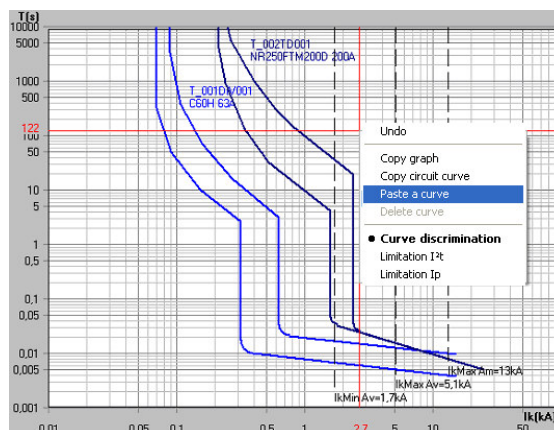 T[s]
10000
5000
T_002TD001
NR250FTM200D 200A
1000
500
T_001DIV001
C60H 63A
122
100
50
10
5
1
0,5
0,1
0,05
0,01
0,005
0,001
Undo
Copy graph
Copy circuit curve
Paste a curve
Delete curve
Curve discrimination
Limitation I²t
Limitation Ip
IkMax Am=13kA
IkMax Av=5,1kA
IkMin Av=1,7kA
0.01
0.05
0.1
0.5
1
2.7
5
10
50
Ik(kA)